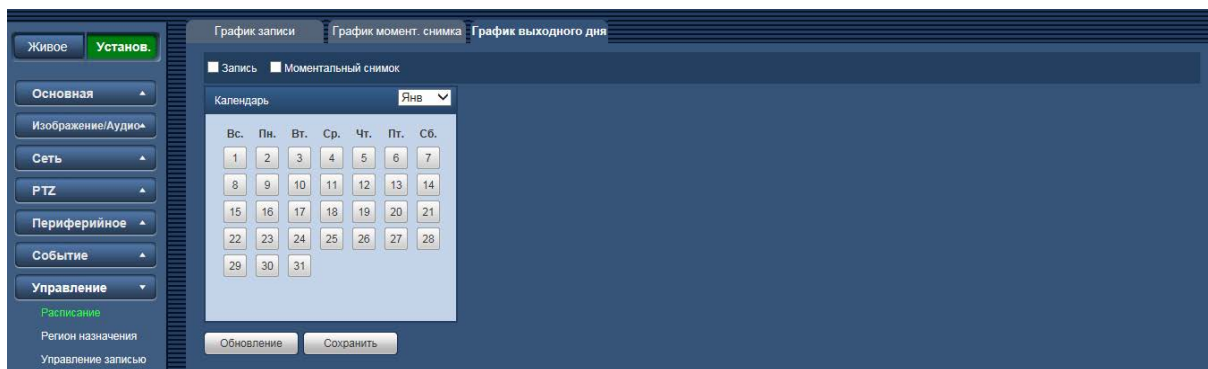 График записи График момент. снимка График выходного дня
Живое Установ.
Запись Моментальный снимок
Основная
Изображение/Аудио
Сеть
PTZ
Периферийное
Событие
Управление
Расписание
Регион назначения
Управление записью
Календарь Янв
Вс. Пн. Вт. Ср. Чт. Пт. Сб.
1 2 3 4 5 6 7
8 9 10 11 12 13 14
15 16 17 18 19 20 21
22 23 24 25 26 27 28
29 30 31
Обновление Сохранить